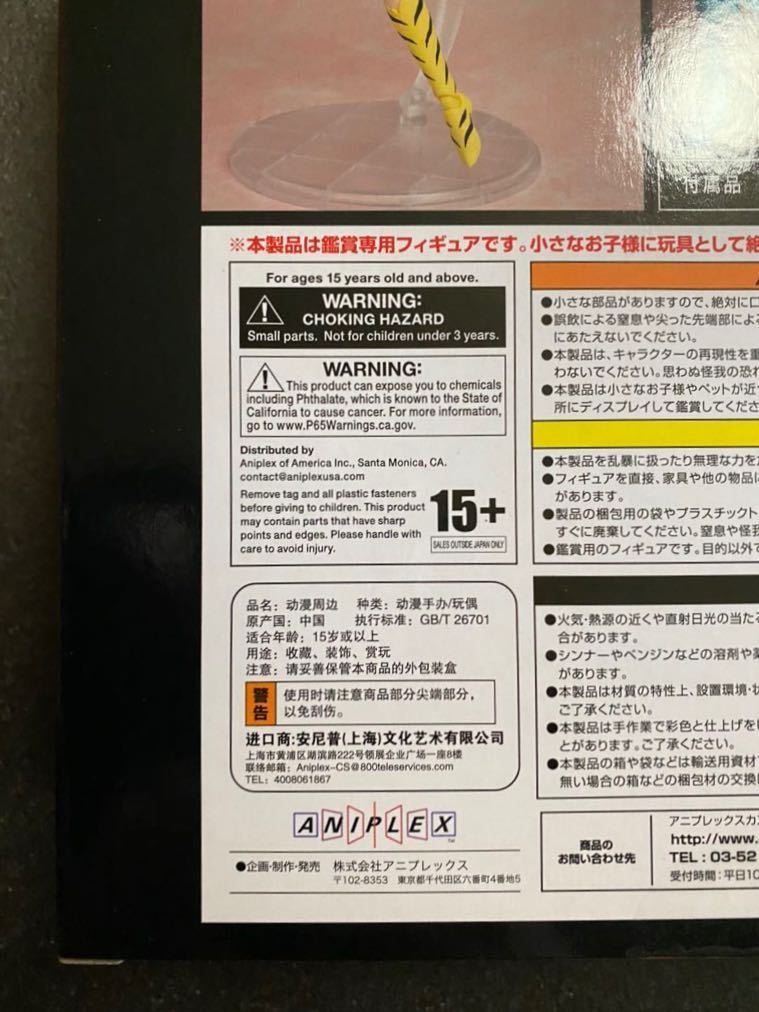 付属品
※本製品は鑑賞専用フィギュアです。小さなお子様に玩具として絶
For ages 15 years old and above.
WARNING:
CHOKING HAZARD
Small parts. Not for children under 3 years.
WARNING:
This product can expose you to chemicals
including Phthalate, which is known to the State of
California to cause cancer. For more information,
go to www.P65Warnings.ca.gov.
Distributed by
Aniplex of America Inc., Santa Monica, CA.
contact@aniplexusa.com
Remove tag and all plastic fasteners
before giving to children. This product
may contain parts that have sharp
points and edges. Please handle with
care to avoid injury.
15+
SALES OUTSIDE JAPAN ONLY
品名：动漫周边 种类：动漫手办/玩偶
原产国：中国 执行标准：GB/T 26701
适合年龄：15岁或以上
用途：收藏、装饰、赏玩
注意：请妥善保管本商品的外包装盒
警告
使用时请注意商品部分尖端部分，
以免刮伤。
进口商:安尼普(上海)文化艺术有限公司
上海市黄浦区湖滨路222号领展企业广场一座8楼
联络邮箱：Aniplex-CS@800teleservices.com
TEL：4008061867
ANIPLEX
●企画・制作・発売 株式会社アニプレックス
〒102-8353 東京都千代田区六番町4番地5
●小さな部品がありますので、絶対に口
●誤飲による窒息や尖った先端部によ
にあたえないでください。
●本製品は、キャラクターの再現性を重
わないでください。思わぬ怪我の恐れ
●本製品は小さなお子様やペットが近
所にディスプレイして鑑賞してくださ
●本製品を乱暴に扱ったり無理な力を
●フィギュアを直接、家具や他の物品に
があります。
●製品の梱包用の袋やプラスチックト
すぐに廃棄してください。窒息や怪我
●鑑賞用のフィギュアです。目的以外で
●火気・熱源の近くや直射日光の当た
合があります。
●シンナーやベンジンなどの溶剤や
があります。
●本製品は材質の特性上、設置環境・
ご了承ください。
●本製品は手作業で彩色と仕上げを
とがあります。ご了承ください。
●本製品の箱や袋などは輸送用資材
無い場合の箱などの梱包材の交換
商品の
お問い合わせ先
アニプレックスカス
http://www.
TEL：03-52
受付時間：平日10